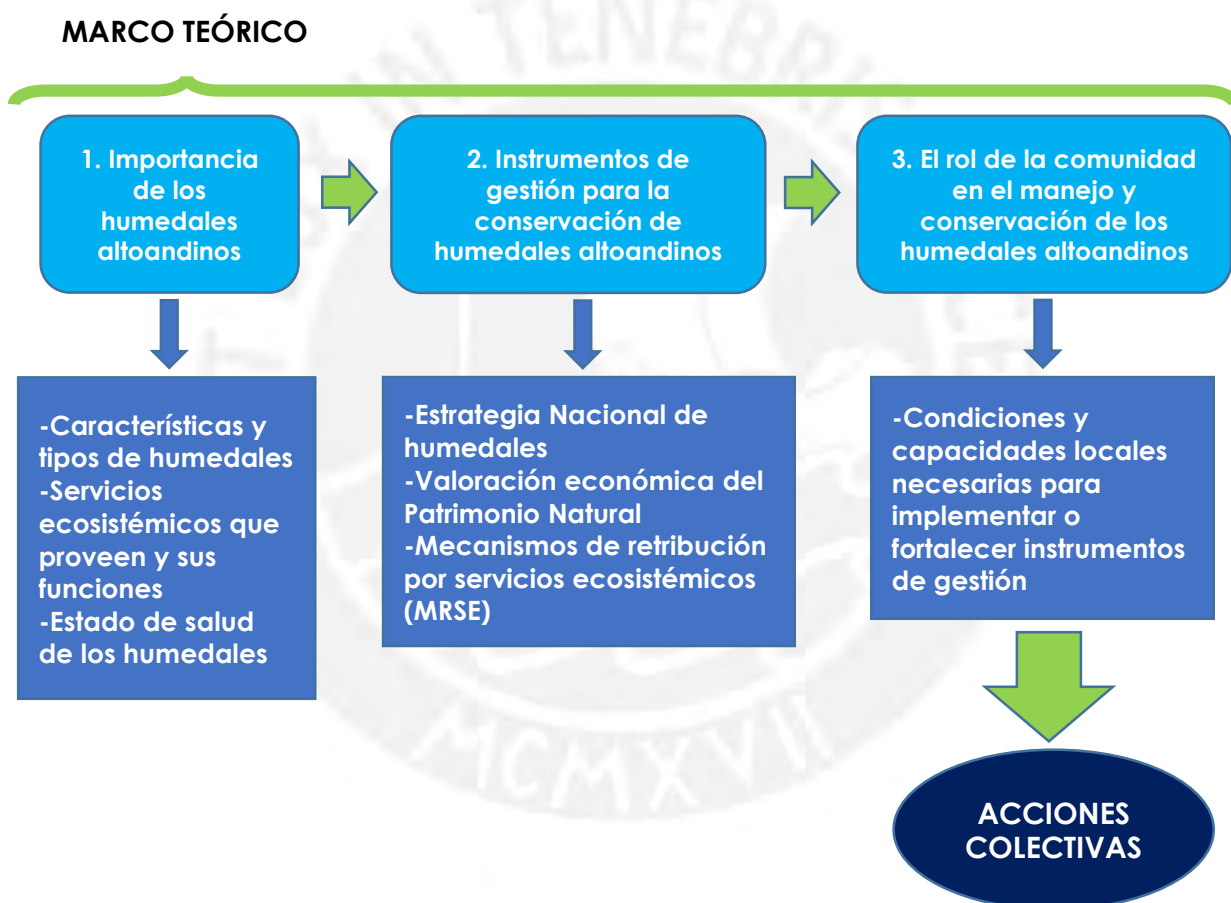 MARCO TEÓRICO
1. Importancia
de los
humedales
altoandinos
2. Instrumentos de
gestión para la
conservación de
humedales altoandinos
3. El rol de la comunidad
en el manejo y
conservación de los
humedales altoandinos
-Características y
tipos de humedales
-Servicios
ecosistémicos que
proveen y sus
funciones
-Estado de salud
de los humedales
-Estrategia Nacional de
humedales
-Valoración económica del
Patrimonio Natural
-Mecanismos de retribución
por servicios ecosistémicos
(MRSE)
-Condiciones y
capacidades locales
necesarias para
implementar o
fortalecer instrumentos
de gestión
ACCIONES
COLECTIVAS
MCMXVII